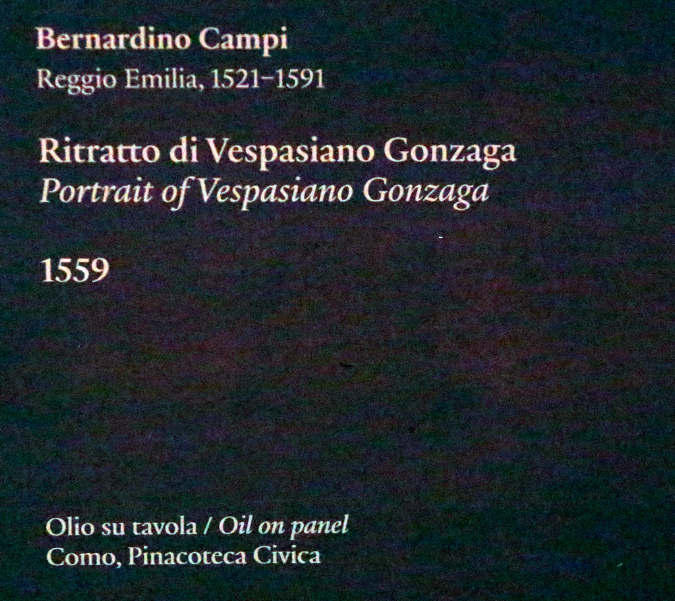 Bernardino Campi
Reggio Emilia, 1521–1591
Ritratto di Vespasiano Gonzaga
Portrait of Vespasiano Gonzaga
1559
Olio su tavola / Oil on panel
Como, Pinacoteca Civica